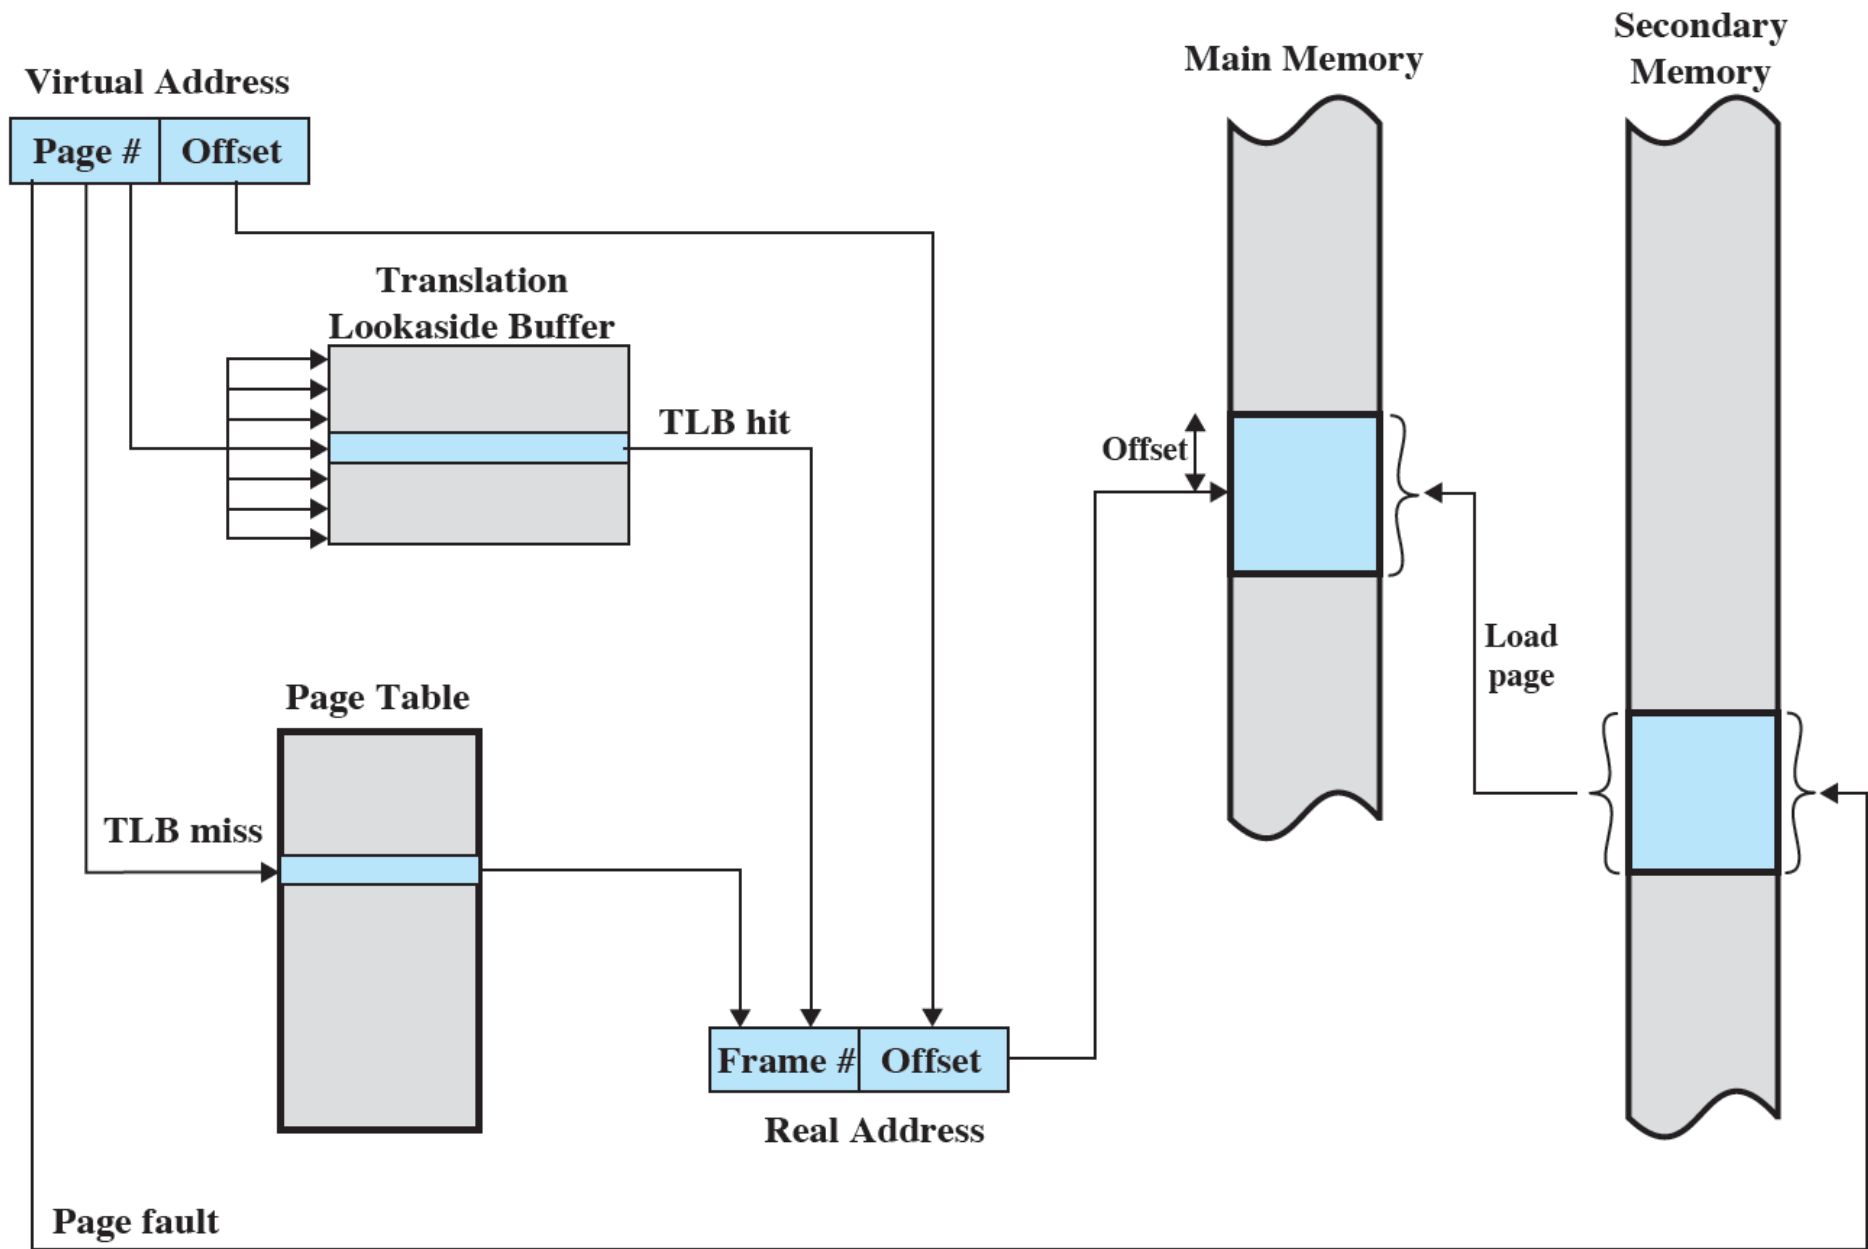 Secondary
Memory
Main Memory
Virtual Address
Page #
Offset
Translation
Lookaside Buffer
TLB hit
Offset
Load
page
Page Table
TLB miss
Frame #
Offset
Real Address
Page fault